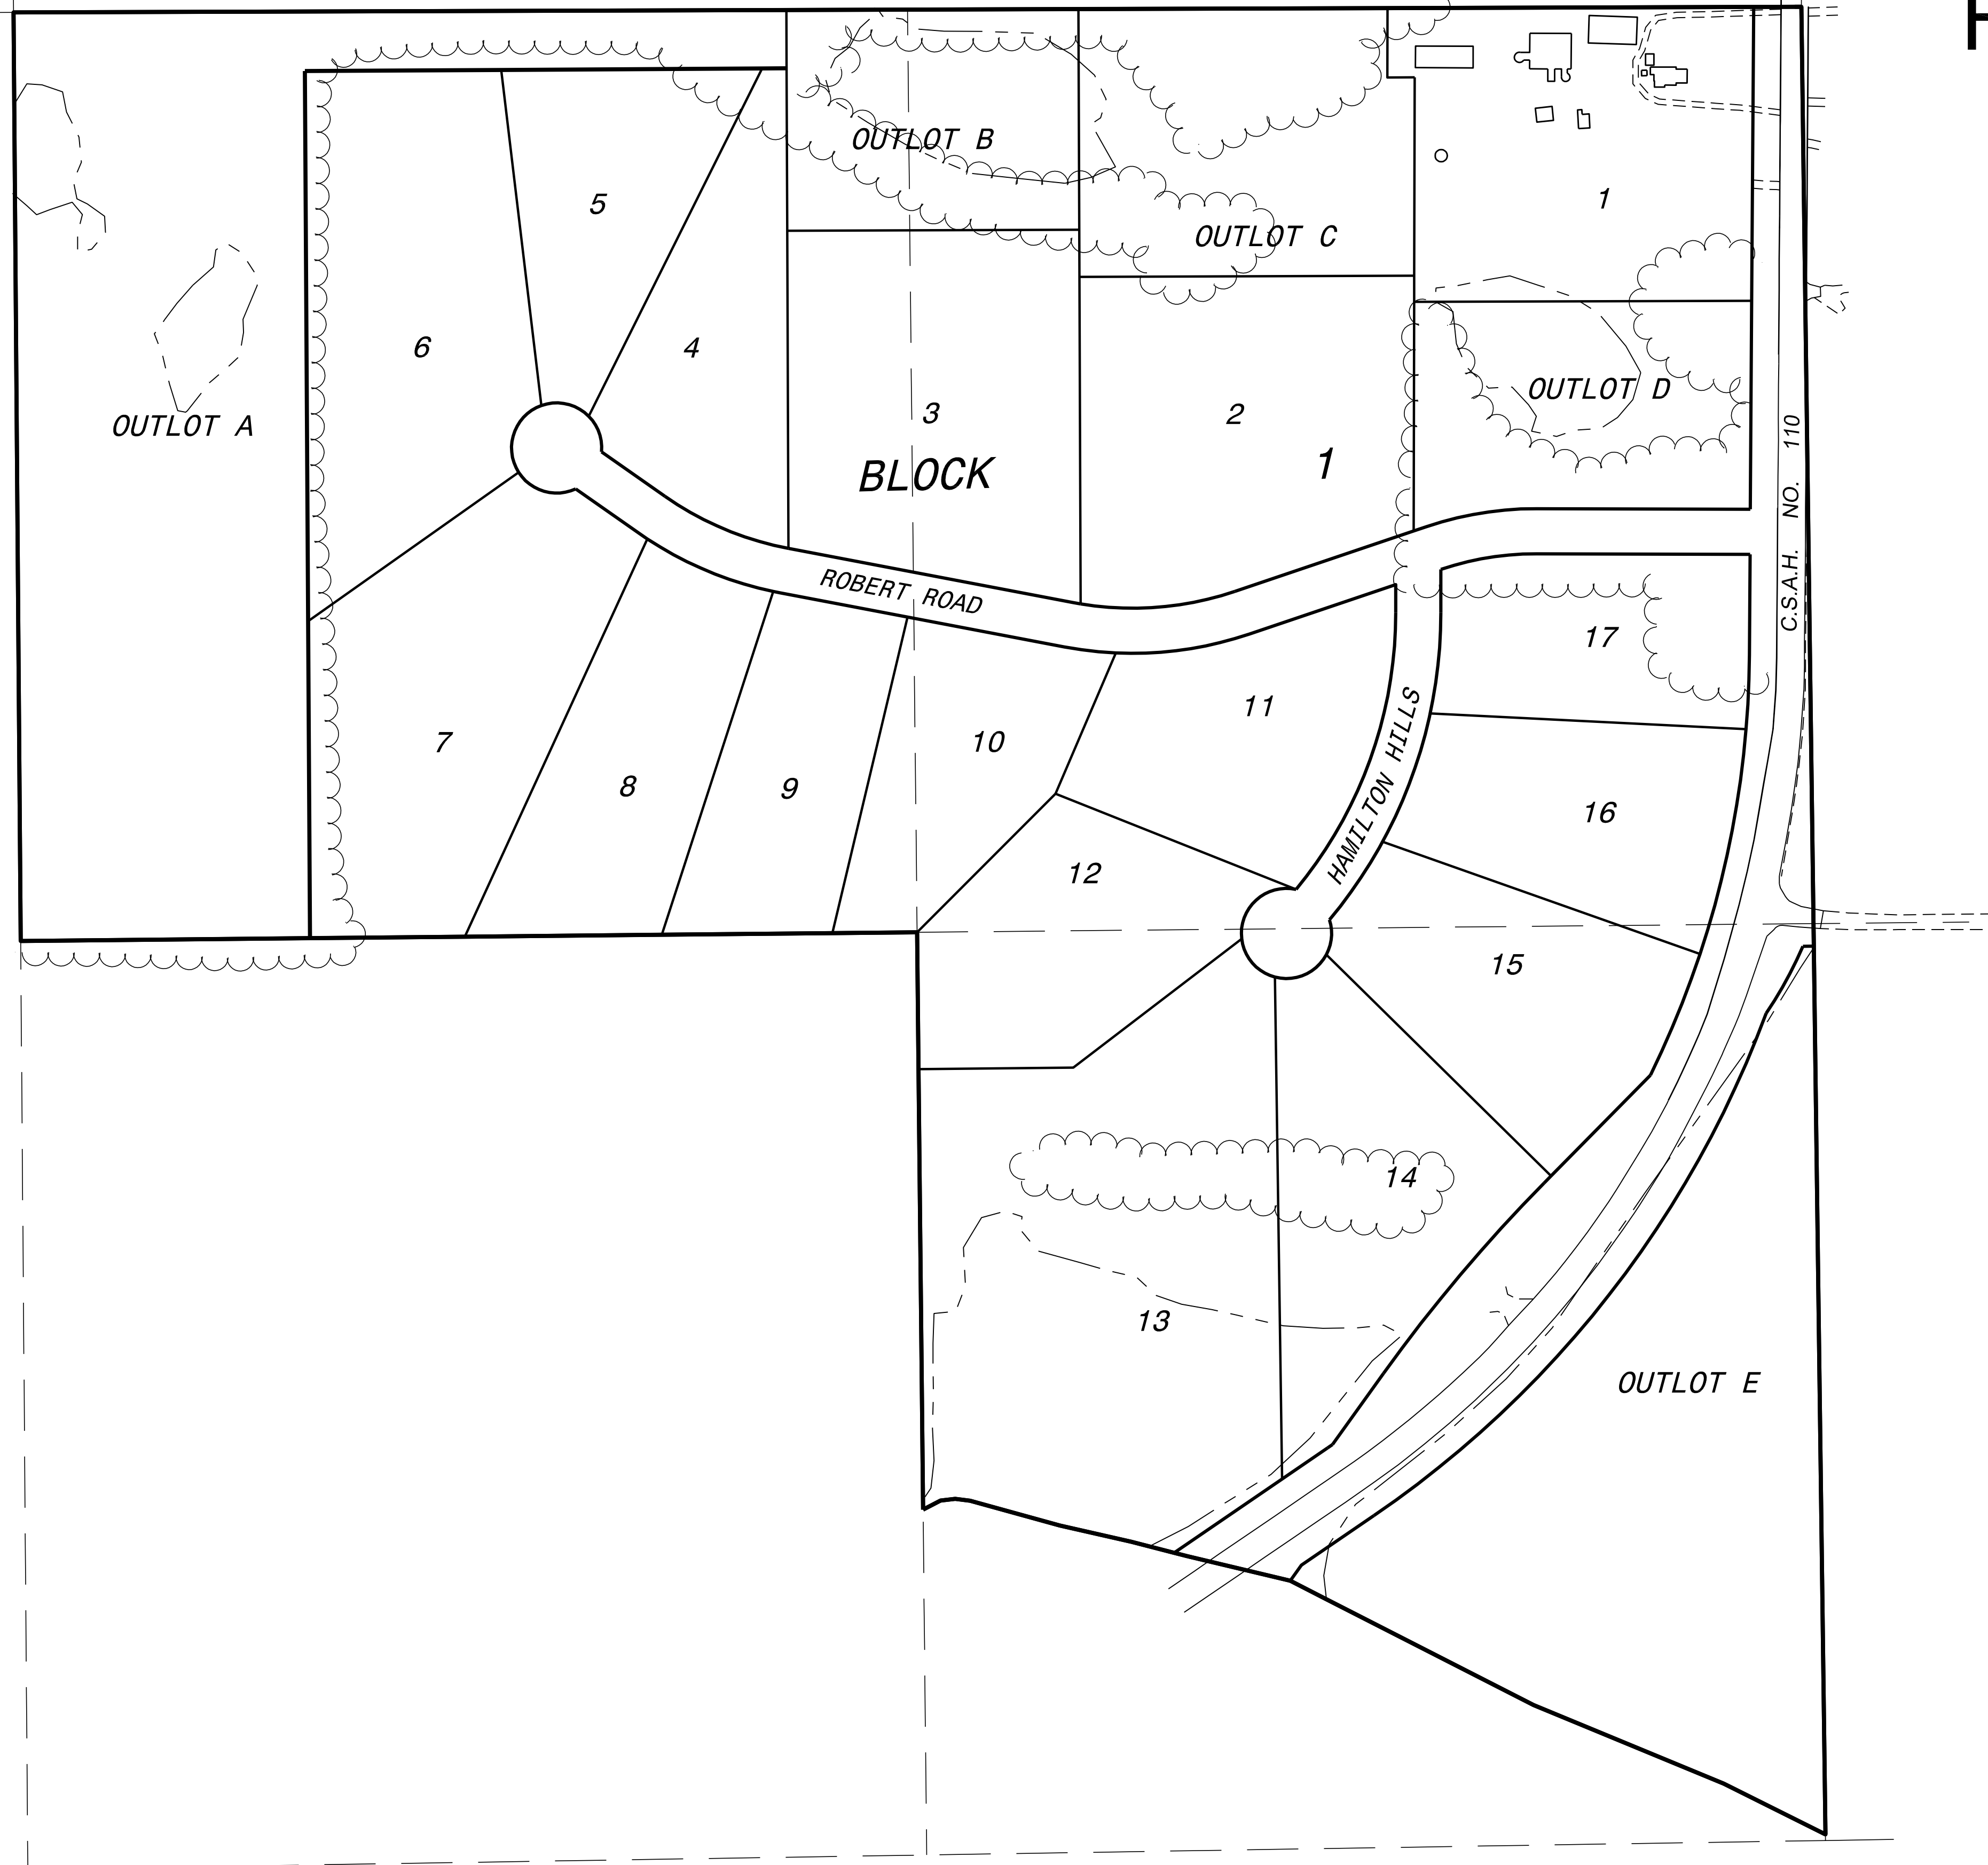 OUTLOT B
1
5
OUTLOT C
6
4
OUTLOT D
OUTLOT A
3
2
BLOCK 1
C.S.A.H. NO. 110
ROBERT ROAD
17
11
7
10
HAMILTON HILLS
8
9
16
12
15
14
13
OUTLOT E